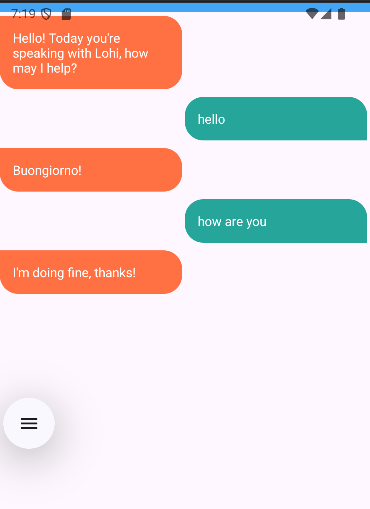 7:19
Hello! Today you're
speaking with Lohi, how
may I help?
hello
Buongiorno!
how are you
I'm doing fine, thanks!